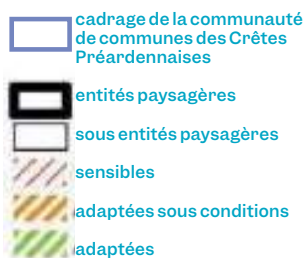 cadrage de la communauté
de communes des Crêtes
Préardennaises
entités paysagères
sous entités paysagères
sensibles
adaptées sous conditions
adaptées